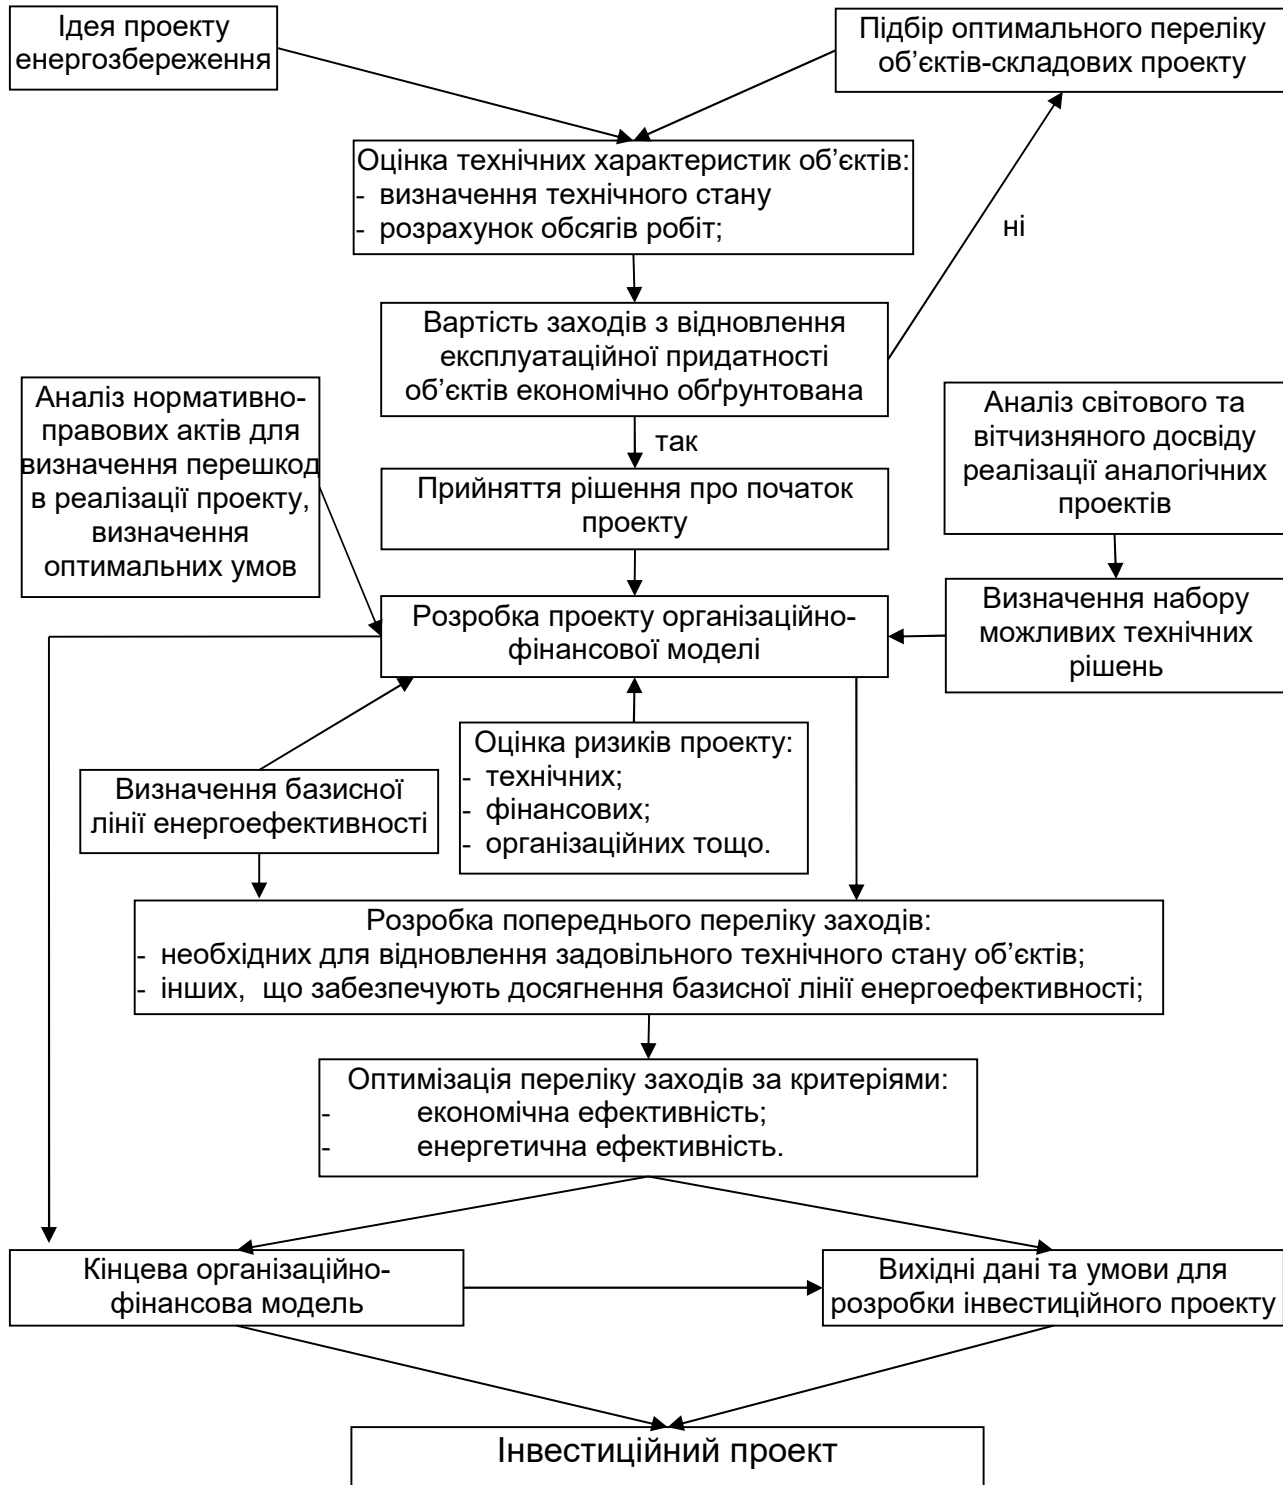 Ідея проекту
енергозбереження
Підбір оптимального переліку
об’єктів-складових проекту
Оцінка технічних характеристик об’єктів:
- визначення технічного стану
- розрахунок обсягів робіт;
ні
Вартість заходів з відновлення
експлуатаційної придатності
об’єктів економічно обґрунтована
Аналіз нормативно-
правових актів для
визначення перешкод
в реалізації проекту,
визначення
оптимальних умов
так
Аналіз світового та
вітчизняного досвіду
реалізації аналогічних
проектів
Прийняття рішення про початок
проекту
Розробка проекту організаційно-
фінансової моделі
Визначення набору
можливих технічних
рішень
Оцінка ризиків проекту:
- технічних;
- фінансових;
- організаційних тощо.
Визначення базисної
лінії енергоефективності
Розробка попереднього переліку заходів:
- необхідних для відновлення задовільного технічного стану об’єктів;
- інших, що забезпечують досягнення базисної лінії енергоефективності;
Оптимізація переліку заходів за критеріями:
- економічна ефективність;
- енергетична ефективність.
Кінцева організаційно-
фінансова модель
Вихідні дані та умови для
розробки інвестиційного проекту
Інвестиційний проект